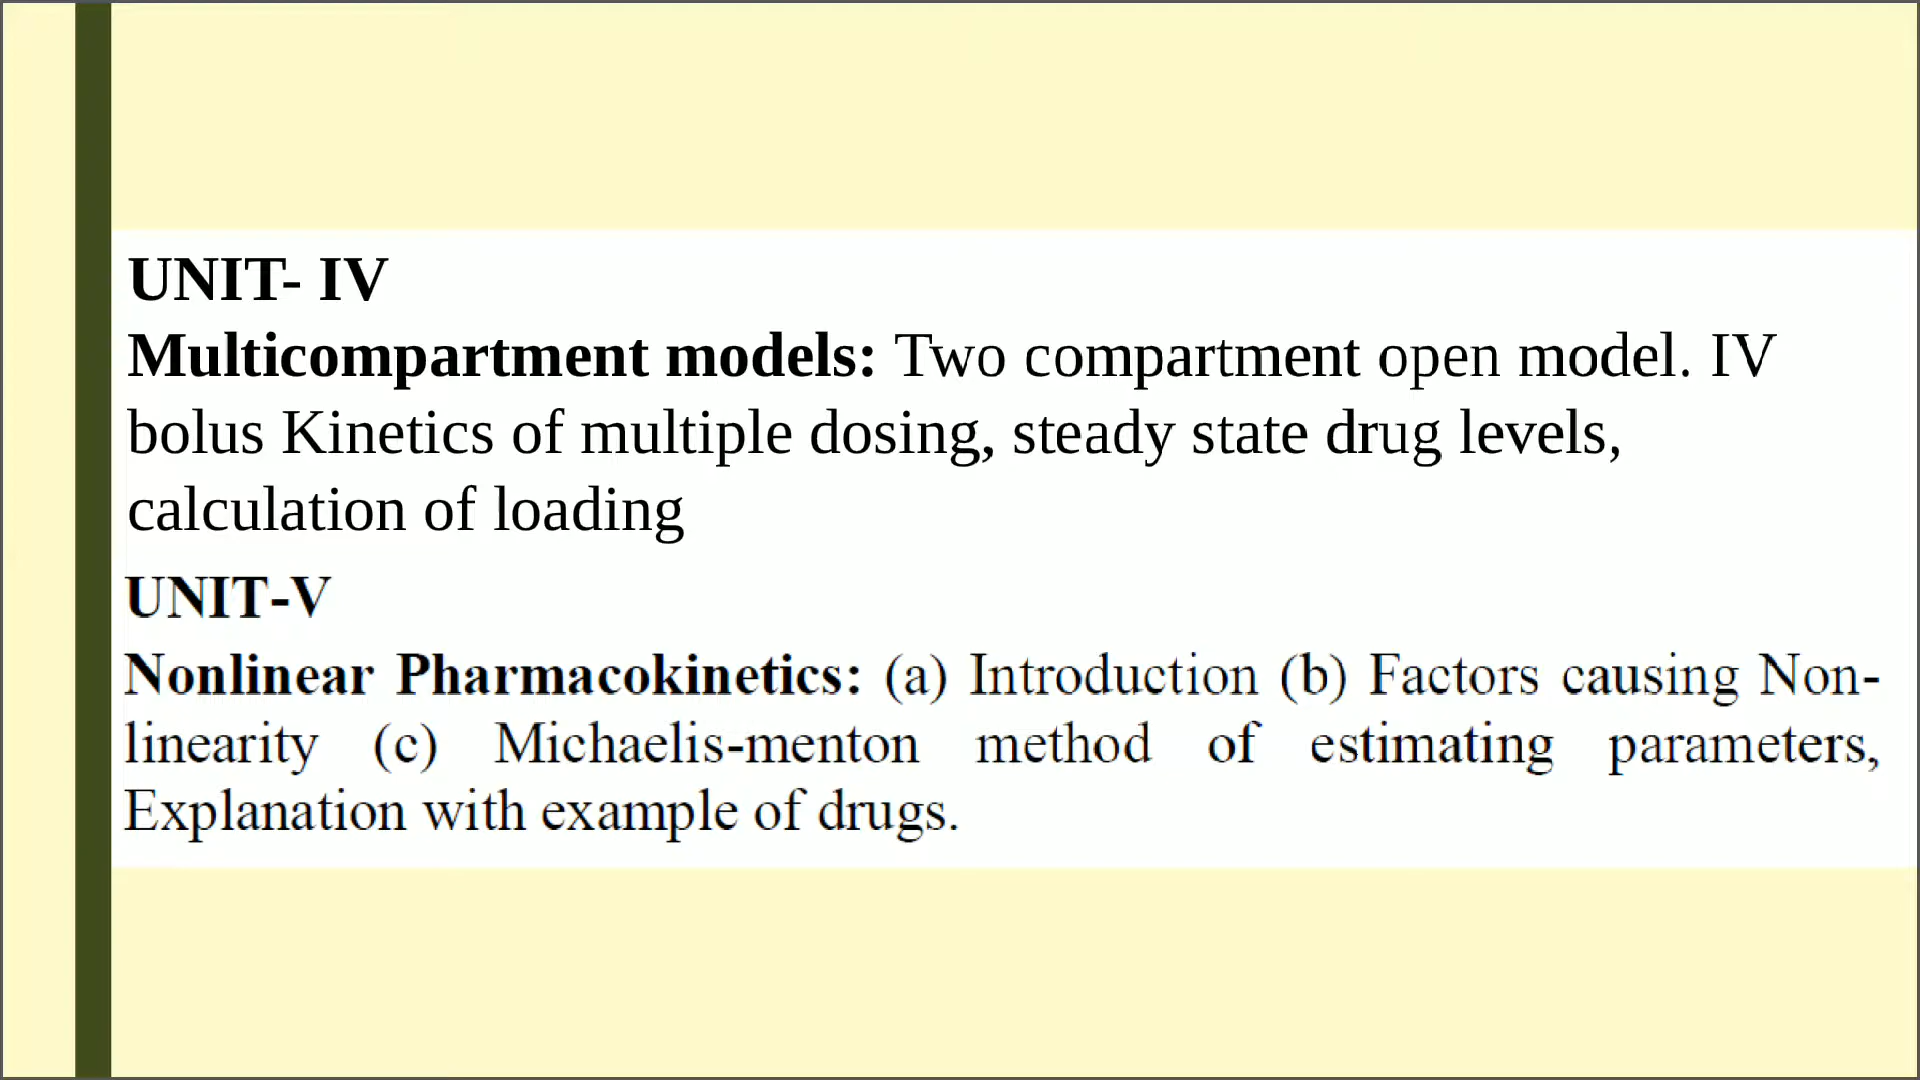 UNIT- IV
Multicompartment models: Two compartment open model. IV
bolus Kinetics of multiple dosing, steady state drug levels,
calculation of loading
UNIT-V
Nonlinear Pharmacokinetics: (a) Introduction (b) Factors causing Non-
linearity (c) Michaelis-menton method of estimating parameters,
Explanation with example of drugs.